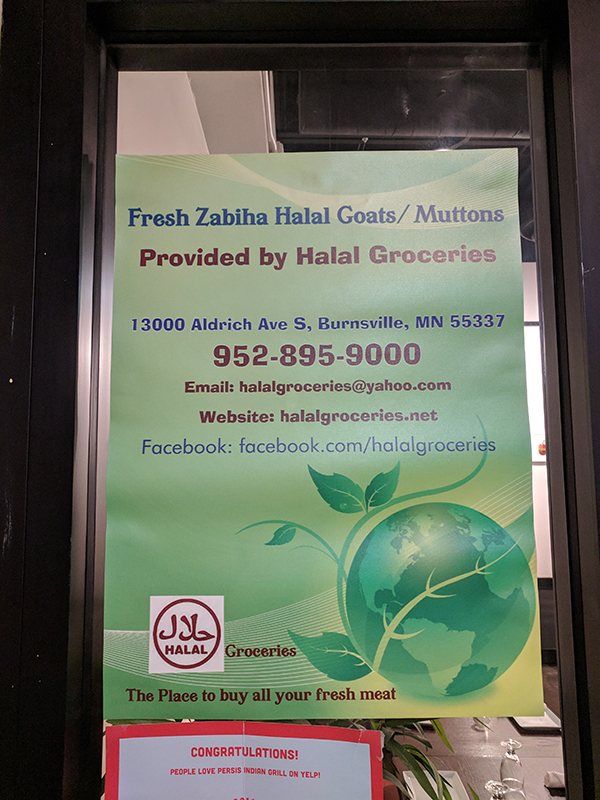 Fresh Zabiha Halal Goats/ Muttons
Provided by Halal Groceries
13000 Aldrich Ave S, Burnsville, MN 55337
952-895-9000
Email: halalgroceries@yahoo.com
Website: halalgroceries.net
Facebook: facebook.com/halalgroceries
حلال
HALAL
Groceries
The Place to buy all your fresh meat
CONGRATULATIONS!
PEOPLE LOVE PERSIS INDIAN GRILL ON YELP!